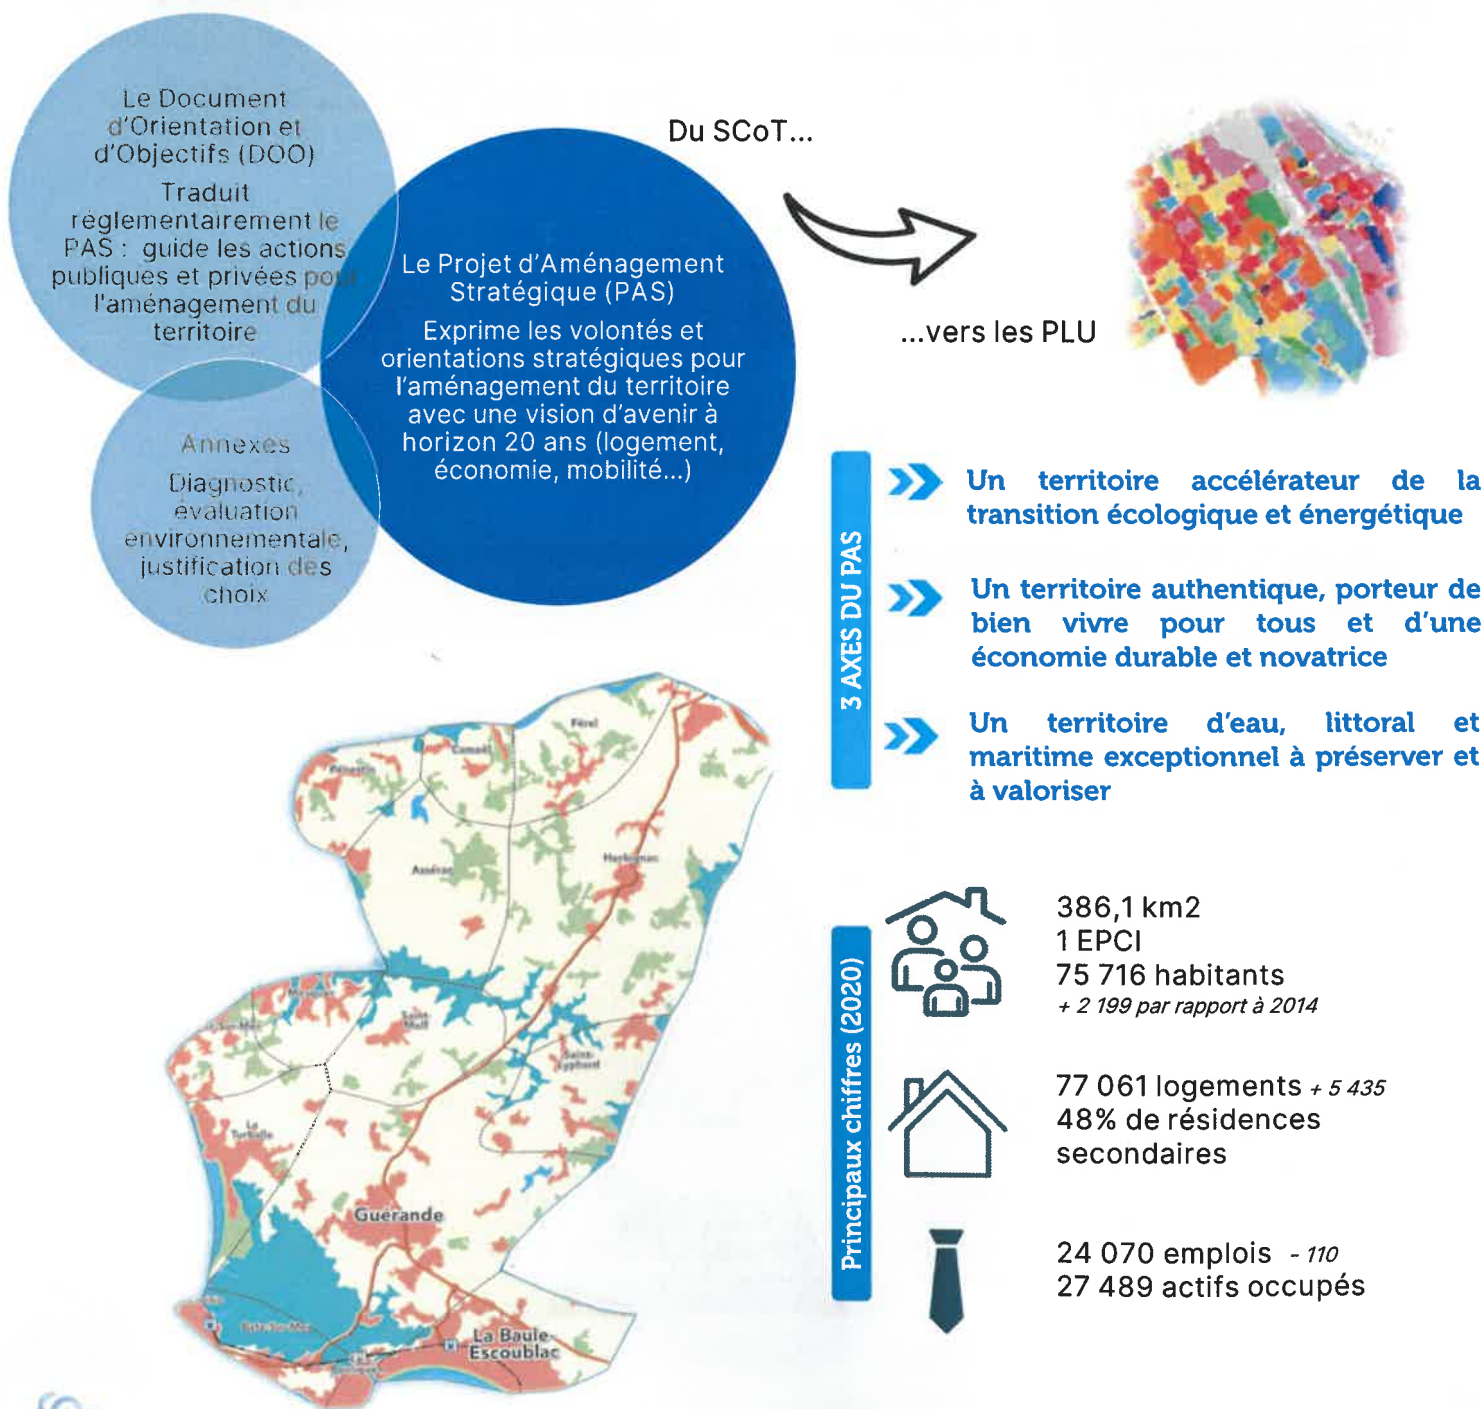 Le Document
d'Orientation et
d'Objectifs (DOO)
Traduit
réglementairement le
PAS : guide les actions
publiques et privées pour
l'aménagement du
territoire
Annexes
Diagnostic,
évaluation
environnementale,
justification des
choix
Le Projet d'Aménagement
Stratégique (PAS)
Exprime les volontés et
orientations stratégiques pour
l'aménagement du territoire
avec une vision d'avenir à
horizon 20 ans (logement,
économie, mobilité...)
Du SCoT...
...vers les PLU
3 AXES DU PAS
Un territoire accélérateur de la
transition écologique et énergétique
Un territoire authentique, porteur de
bien vivre pour tous et d'une
économie durable et novatrice
Un territoire d'eau, littoral et
maritime exceptionnel à préserver et
à valoriser
Férel
Camoël
Pénestin
Assérac
Herbignac
Mesquer
Saint-
Molf
Saint-
Lyphard
La
Turballe
Guérande
Batz-Sur-Mer
La Baule-
Escoublac
Principaux chiffres (2020)
386,1 km2
1 EPCI
75 716 habitants
+ 2 199 par rapport à 2014
77 061 logements + 5 435
48% de résidences
secondaires
24 070 emplois - 110
27 489 actifs occupés